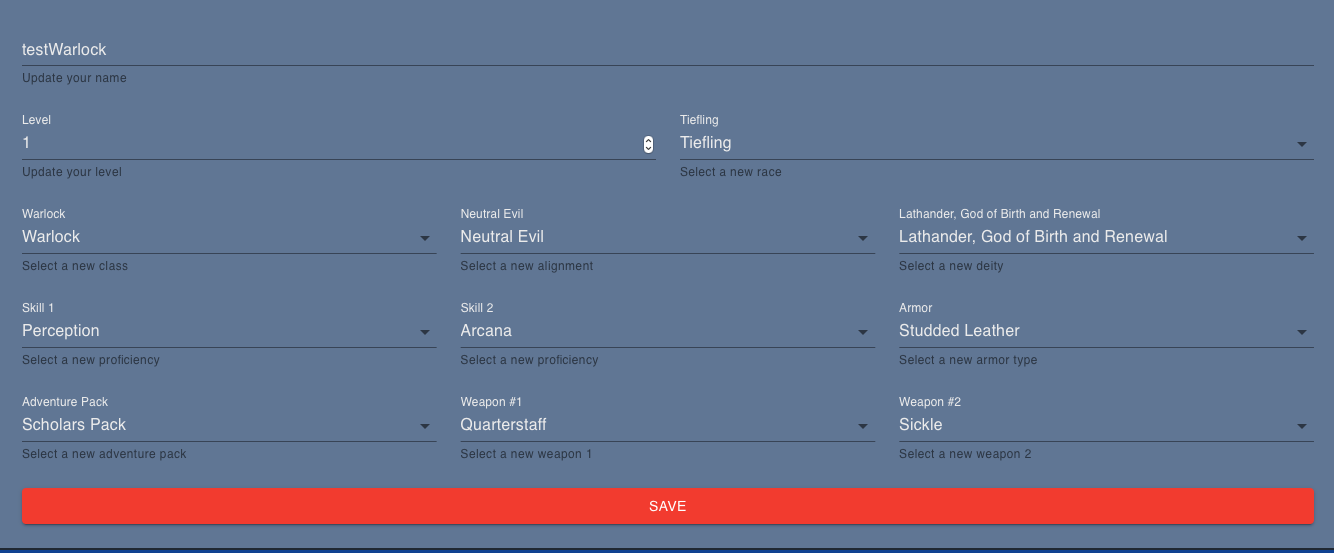 testWarlock
Update your name
Level
Tiefling
1
Tiefling
Update your level
Select a new race
Warlock
Neutral Evil
Lathander, God of Birth and Renewal
Warlock
Neutral Evil
Lathander, God of Birth and Renewal
Select a new class
Select a new alignment
Select a new deity
Skill 1
Skill 2
Armor
Perception
Arcana
Studded Leather
Select a new proficiency
Select a new proficiency
Select a new armor type
Adventure Pack
Weapon #1
Weapon #2
Scholars Pack
Quarterstaff
Sickle
Select a new adventure pack
Select a new weapon 1
Select a new weapon 2
SAVE